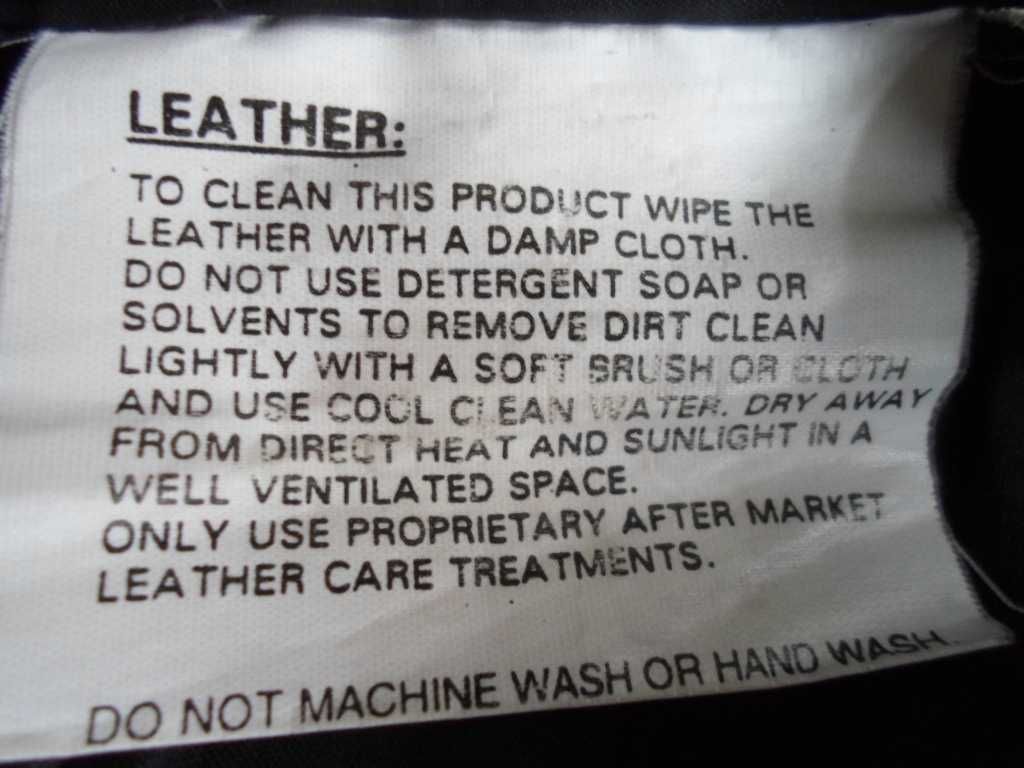 LEATHER:
TO CLEAN THIS PRODUCT WIPE THE
LEATHER WITH A DAMP CLOTH.
DO NOT USE DETERGENT SOAP OR
SOLVENTS TO REMOVE DIRT CLEAN
LIGHTLY WITH A SOFT BRUSH OR CLOTH
AND USE COOL CLEAN WATER. DRY AWAY
FROM DIRECT HEAT AND SUNLIGHT IN A
WELL VENTILATED SPACE.
ONLY USE PROPRIETARY AFTER MARKET
LEATHER CARE TREATMENTS.
DO NOT MACHINE WASH OR HAND WASH.